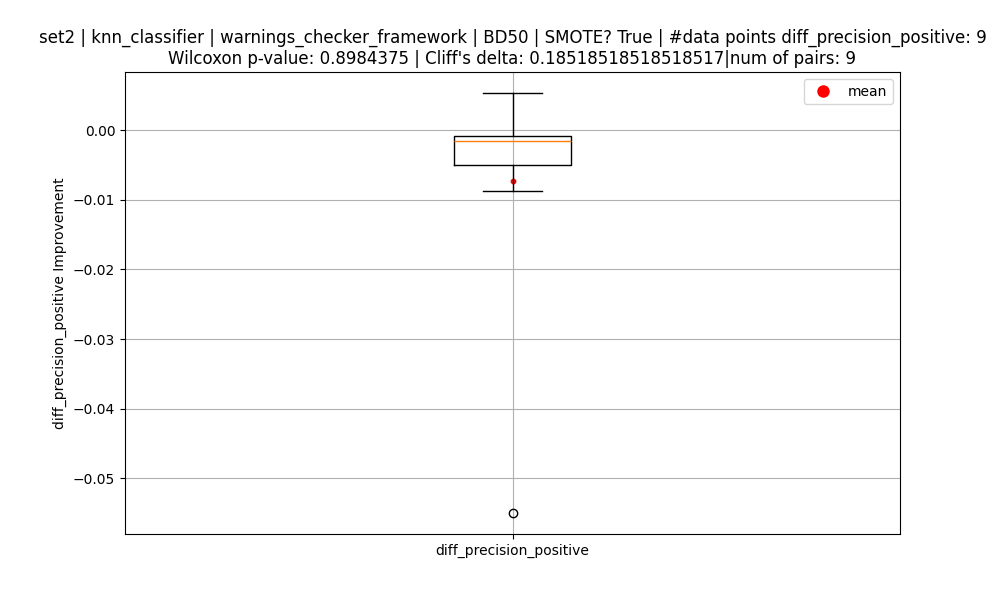 set2 | knn_classifier | warnings_checker_framework | BD50 | SMOTE? True | #data points diff_precision_positive: 9
Wilcoxon p-value: 0.8984375 | Cliff's delta: 0.18518518518518517|num of pairs: 9
mean
0.00
−0.01
−0.02
−0.03
−0.04
−0.05
diff_precision_positive Improvement
diff_precision_positive